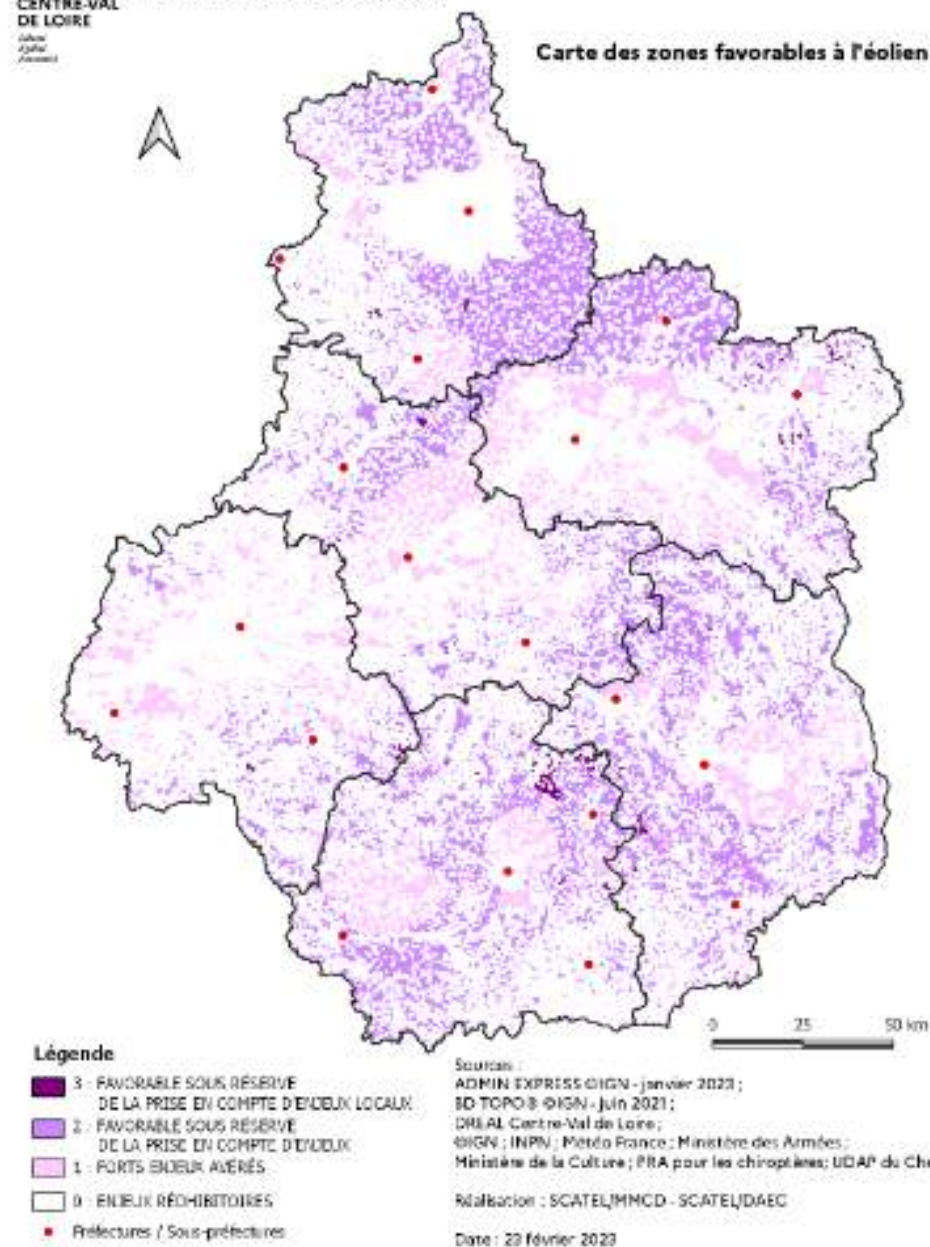 CENTRE-VAL
DE LOIRE
Carte des zones favorables à l'éolien
0 25 50 km
Légende
3 : FAVORABLE SOUS RÉSERVE
DE LA PRISE EN COMPTE D'ENJEUX LOCAUX
2 : FAVORABLE SOUS RÉSERVE
DE LA PRISE EN COMPTE D'ENJEUX
1 : FORTS ENJEUX AVÉRÉS
0 : ENJEUX RÉDHIBITOIRES
Préfectures / Sous-préfectures
Sources :
ADMIN EXPRESS ©IGN - janvier 2023 ;
BD TOPO® ©IGN - juin 2021 ;
DREAL Centre-Val de Loire ;
©IGN ; INPN ; Météo France ; Ministère des Armées ;
Ministère de la Culture ; PRA pour les chiroptères; UDAP du Che
Réalisation : SCATEL/MMCD - SCATEL/DAEC
Date : 23 février 2023